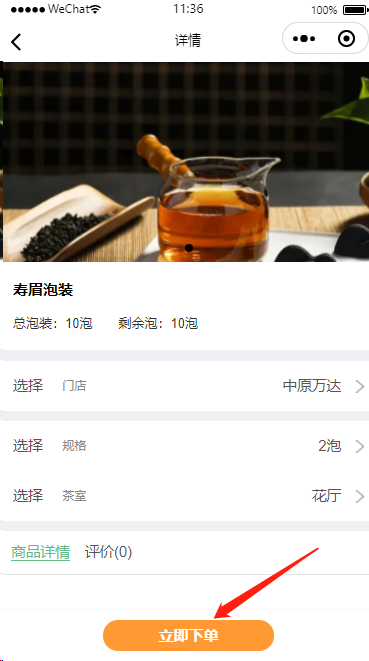 ●●●●● WeChat 11:36 100%
详情
寿眉泡装
总泡装：10泡 剩余泡：10泡
选择 门店 中原万达
选择 规格 2泡
选择 茶室 花厅
商品详情 评价(0)
立即下单